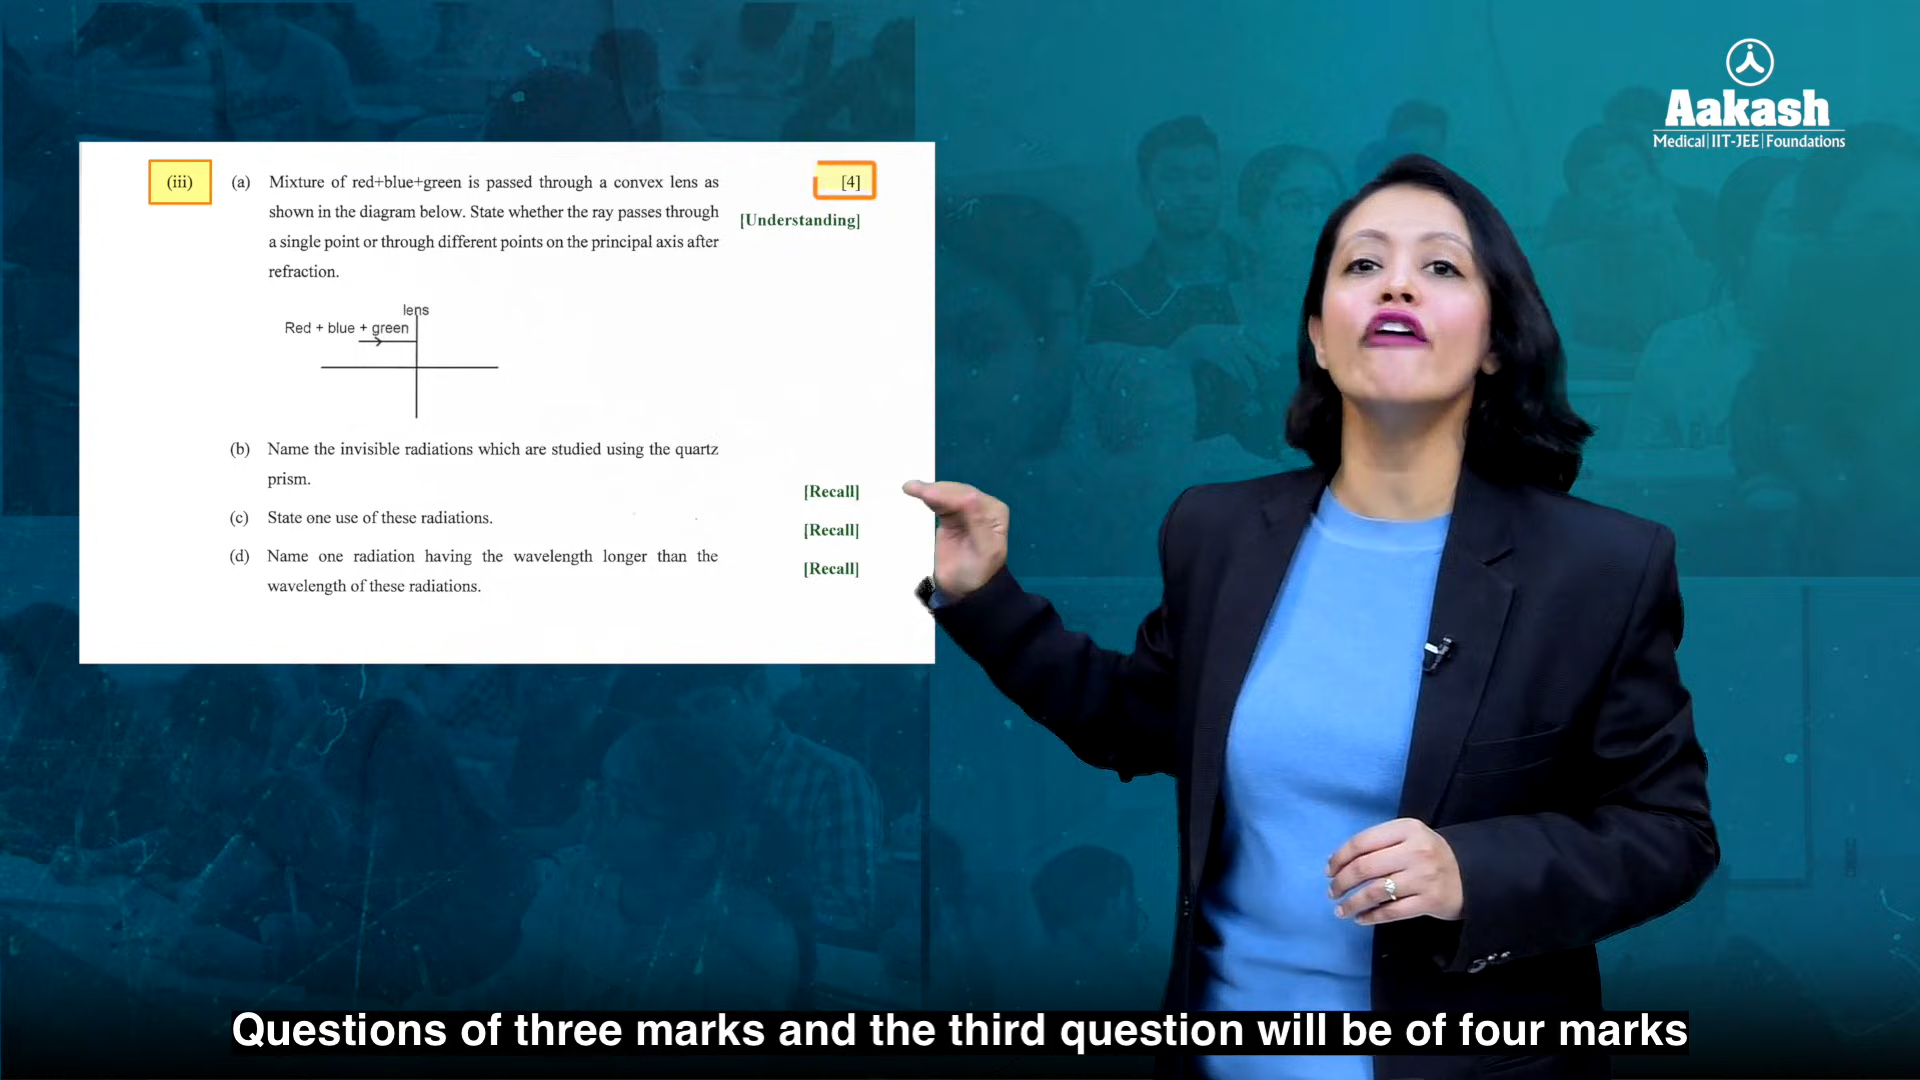 Aakash
Medical|IIT-JEE|Foundations
(iii) (a) Mixture of red+blue+green is passed through a convex lens as [4]
shown in the diagram below. State whether the ray passes through [Understanding]
a single point or through different points on the principal axis after
refraction.
lens
Red + blue + green
(b) Name the invisible radiations which are studied using the quartz
prism. [Recall]
(c) State one use of these radiations. [Recall]
(d) Name one radiation having the wavelength longer than the [Recall]
wavelength of these radiations.
Questions of three marks and the third question will be of four marks